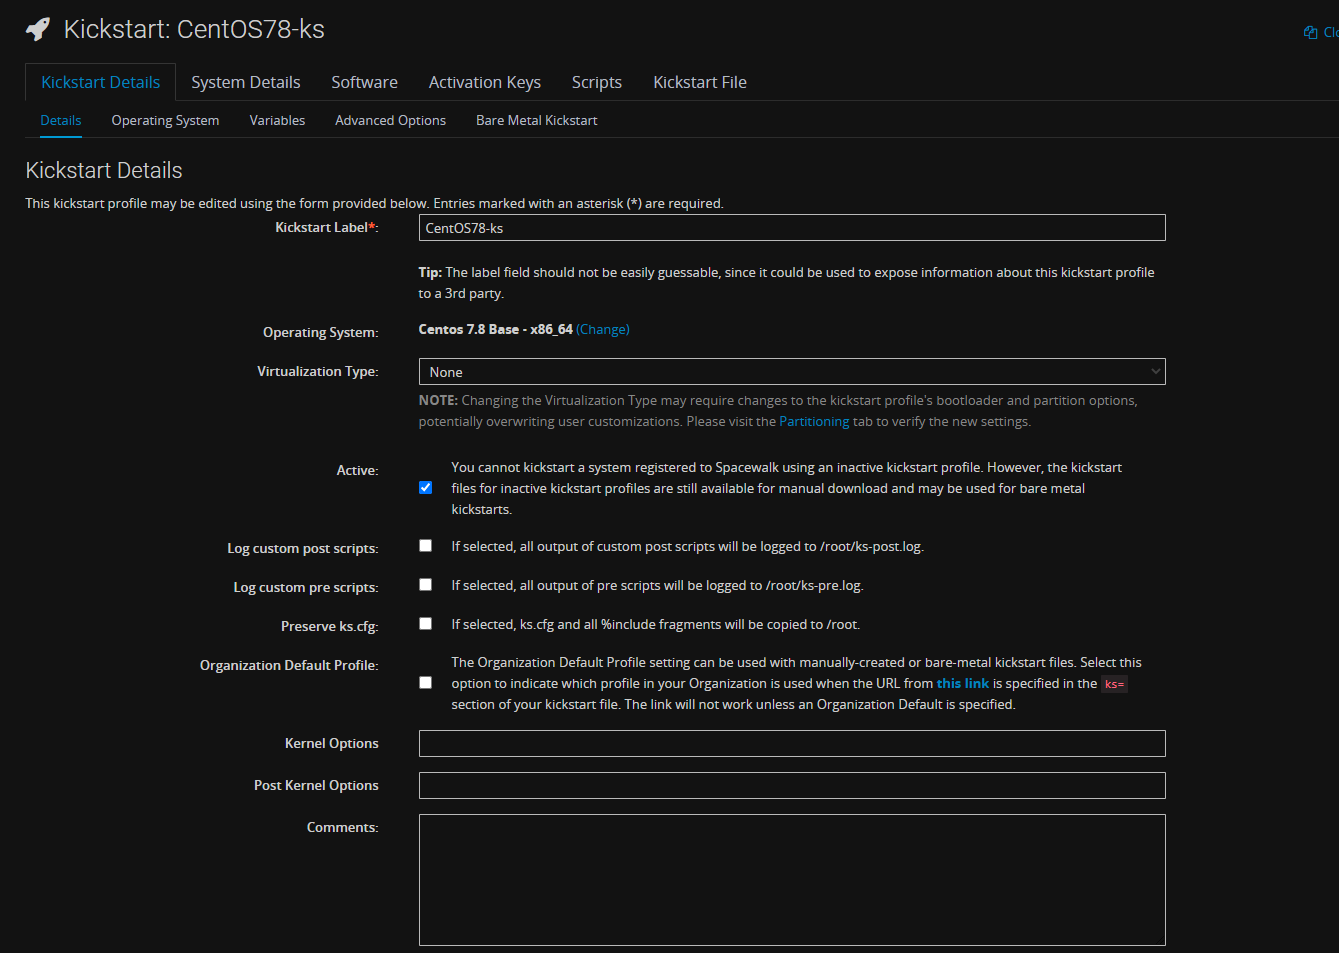 Kickstart: CentOS78-ks
Kickstart Details System Details Software Activation Keys Scripts Kickstart File
Details Operating System Variables Advanced Options Bare Metal Kickstart
Kickstart Details
This kickstart profile may be edited using the form provided below. Entries marked with an asterisk (*) are required.
Kickstart Label*: CentOS78-ks
Tip: The label field should not be easily guessable, since it could be used to expose information about this kickstart profile
to a 3rd party.
Operating System: Centos 7.8 Base - x86_64 (Change)
Virtualization Type: None
NOTE: Changing the Virtualization Type may require changes to the kickstart profile's bootloader and partition options,
potentially overwriting user customizations. Please visit the Partitioning tab to verify the new settings.
Active: You cannot kickstart a system registered to Spacewalk using an inactive kickstart profile. However, the kickstart
files for inactive kickstart profiles are still available for manual download and may be used for bare metal
kickstarts.
Log custom post scripts: If selected, all output of custom post scripts will be logged to /root/ks-post.log.
Log custom pre scripts: If selected, all output of pre scripts will be logged to /root/ks-pre.log.
Preserve ks.cfg: If selected, ks.cfg and all %include fragments will be copied to /root.
Organization Default Profile: The Organization Default Profile setting can be used with manually-created or bare-metal kickstart files. Select this
option to indicate which profile in your Organization is used when the URL from this link is specified in the ks=
section of your kickstart file. The link will not work unless an Organization Default is specified.
Kernel Options
Post Kernel Options
Comments: